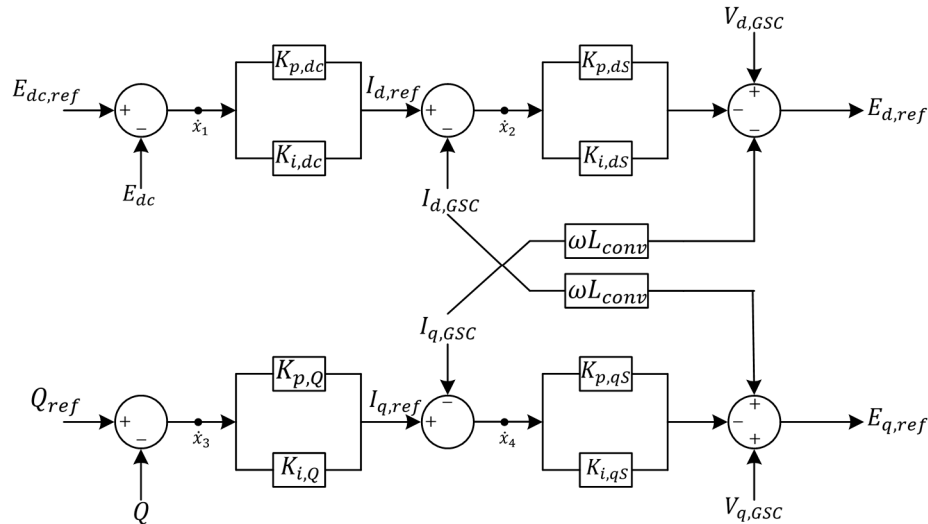 V_{d,GSC}
K_{p,dc}
K_{p,dS}
E_{dc,ref}
+
−
ẋ_1
I_{d,ref}
+
−
ẋ_2
−
+
−
E_{d,ref}
K_{i,dc}
K_{i,dS}
E_{dc}
I_{d,GSC}
ωL_{conv}
ωL_{conv}
I_{q,GSC}
K_{p,Q}
K_{p,qS}
Q_{ref}
+
−
ẋ_3
I_{q,ref}
+
−
ẋ_4
−
+
+
E_{q,ref}
K_{i,Q}
K_{i,qS}
Q
V_{q,GSC}